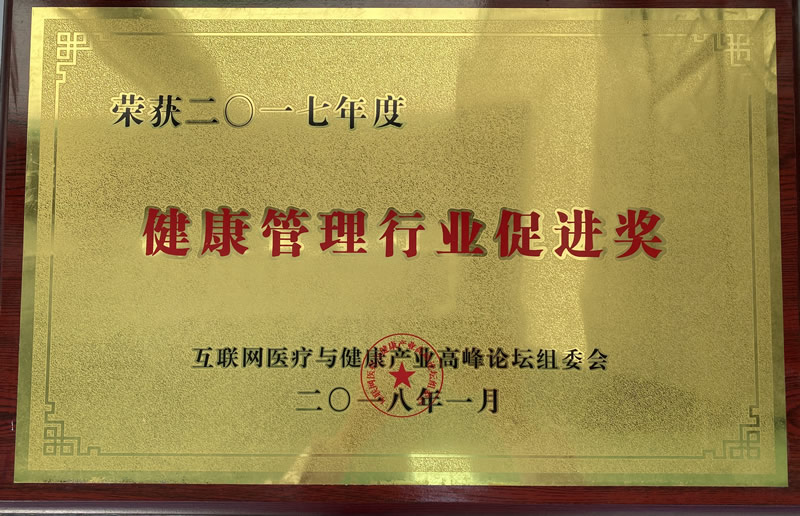 荣获二〇一七年度
健康管理行业促进奖
互联网医疗与健康产业高峰论坛组委会
二〇一八年一月